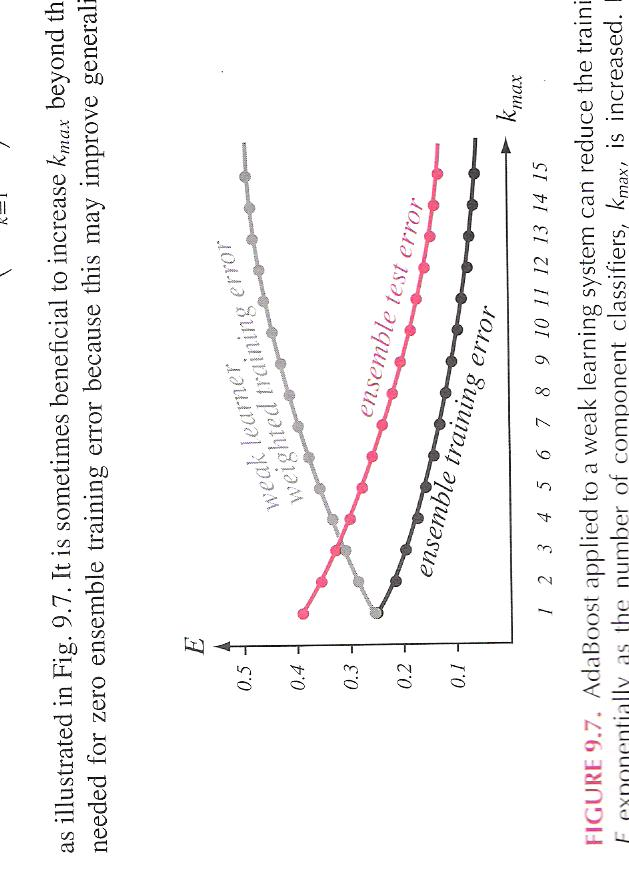 k=1
as illustrated in Fig. 9.7. It is sometimes beneficial to increase kmax beyond th
needed for zero ensemble training error because this may improve generali
E
0.5
0.4
0.3
0.2
0.1
weak learner
weighted training error
ensemble test error
ensemble training error
kmax
1 2 3 4 5 6 7 8 9 10 11 12 13 14 15
FIGURE 9.7. AdaBoost applied to a weak learning system can reduce the traini
E exponentially as the number of component classifiers, kmax, is increased.